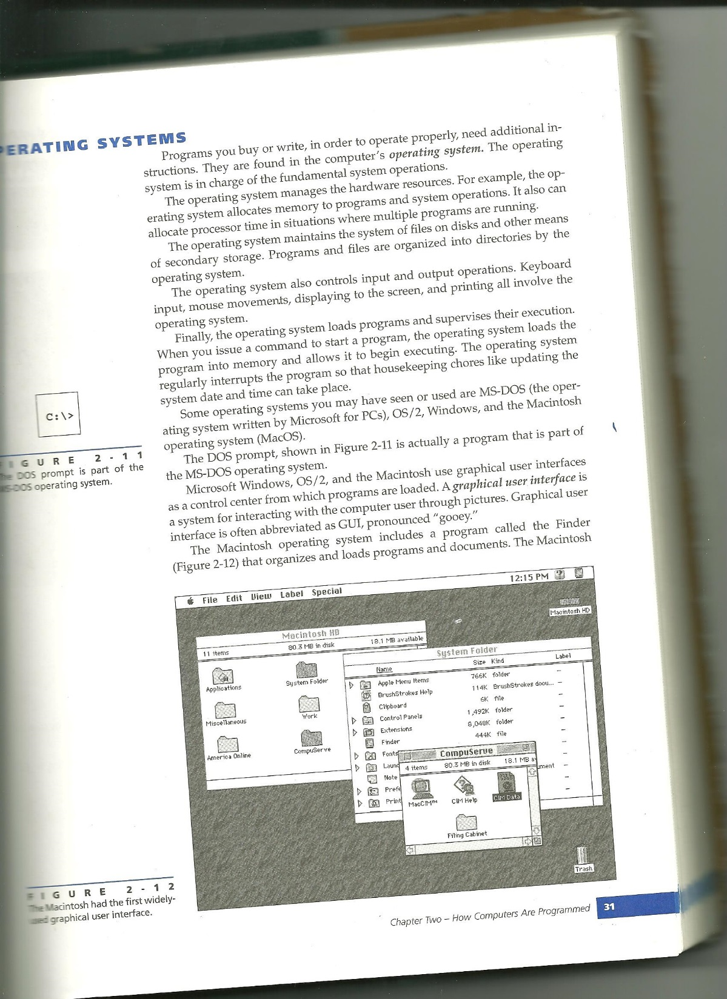 OPERATING SYSTEMS
Programs you buy or write, in order to operate properly, need additional in-
structions. They are found in the computer's operating system. The operating
system is in charge of the fundamental system operations.
The operating system manages the hardware resources. For example, the op-
erating system allocates memory to programs and system operations. It also can
allocate processor time in situations where multiple programs are running.
The operating system maintains the system of files on disks and other means
of secondary storage. Programs and files are organized into directories by the
operating system.
The operating system also controls input and output operations. Keyboard
input, mouse movements, displaying to the screen, and printing all involve the
operating system.
Finally, the operating system loads programs and supervises their execution.
When you issue a command to start a program, the operating system loads the
program into memory and allows it to begin executing. The operating system
regularly interrupts the program so that housekeeping chores like updating the
system date and time can take place.
Some operating systems you may have seen or used are MS-DOS (the oper-
ating system written by Microsoft for PCs), OS/2, Windows, and the Macintosh
operating system (MacOS).
The DOS prompt, shown in Figure 2-11 is actually a program that is part of
the MS-DOS operating system.
Microsoft Windows, OS/2, and the Macintosh use graphical user interfaces
as a control center from which programs are loaded. A graphical user interface is
a system for interacting with the computer user through pictures. Graphical user
interface is often abbreviated as GUI, pronounced "gooey."
The Macintosh operating system includes a program called the Finder
(Figure 2-12) that organizes and loads programs and documents. The Macintosh
C:\>
FIGURE 2-11
The DOS prompt is part of the
MS-DOS operating system.
File Edit View Label Special 12:15 PM
Macintosh HD
Macintosh HD
11 items 80.3 MB in disk 18.1 MB available
Applications System Folder
Miscellaneous Work
America Online CompuServe
System Folder
Name Size Kind Label
Apple Menu Items 766K folder –
BrushStrokes Help 114K BrushStrokes docu... –
Clipboard 6K file –
Control Panels 1,492K folder –
Extensions 8,048K folder –
Finder 444K file –
Fonts –
Launc ument –
Note –
Prefe –
Print
CompuServe
4 items 80.3 MB in disk 18.1 MB a
MacCIM™ CIM Help CIM Data
Filing Cabinet
Trash
FIGURE 2-12
The Macintosh had the first widely-
used graphical user interface.
Chapter Two – How Computers Are Programmed 31